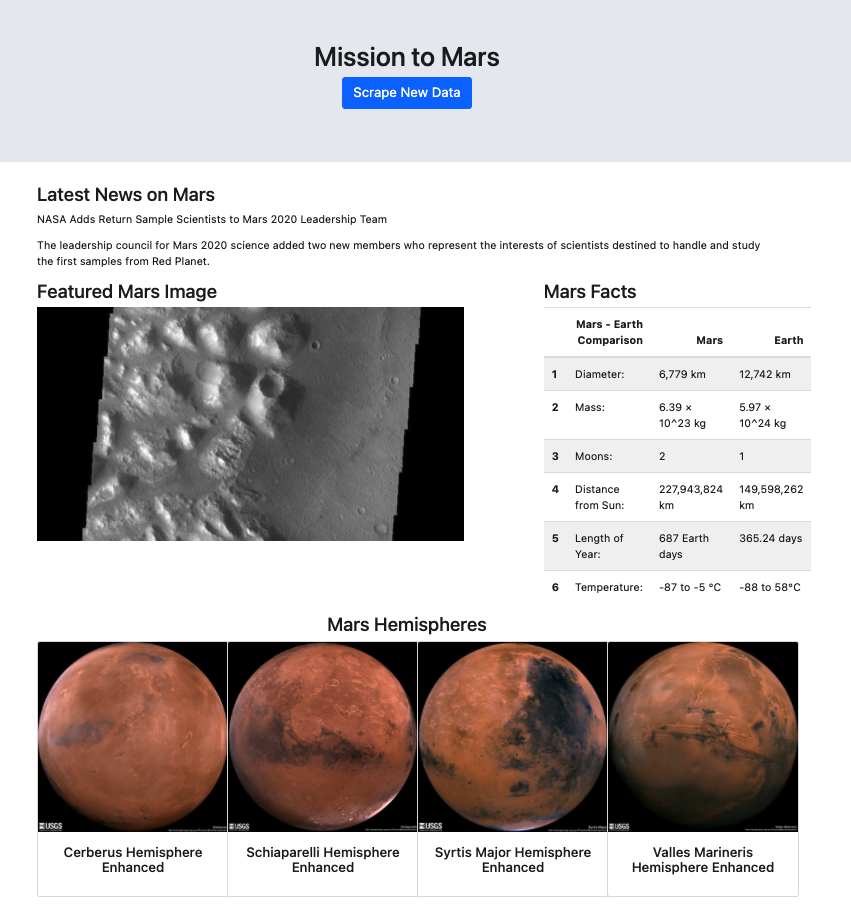 Mission to Mars
Scrape New Data
Latest News on Mars
NASA Adds Return Sample Scientists to Mars 2020 Leadership Team
The leadership council for Mars 2020 science added two new members who represent the interests of scientists destined to handle and study
the first samples from Red Planet.
Featured Mars Image
Mars Facts
Mars - Earth
Comparison Mars Earth
1 Diameter: 6,779 km 12,742 km
2 Mass: 6.39 × 5.97 ×
10^23 kg 10^24 kg
3 Moons: 2 1
4 Distance 227,943,824 149,598,262
from Sun: km km
5 Length of 687 Earth 365.24 days
Year: days
6 Temperature: -87 to -5 °C -88 to 58°C
Mars Hemispheres
USGS USGS USGS USGS
Cerberus Hemisphere
Enhanced
Schiaparelli Hemisphere
Enhanced
Syrtis Major Hemisphere
Enhanced
Valles Marineris
Hemisphere Enhanced